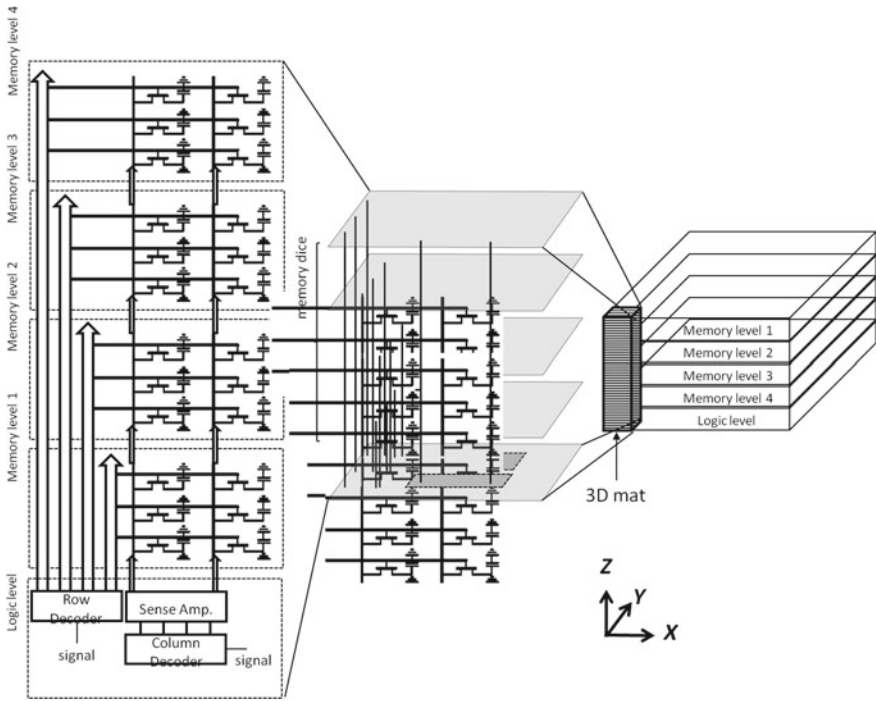 Memory level 4
Memory level 3
Memory level 2
Memory level 1
Logic level
Row
Decoder
Sense Amp.
Column
Decoder
signal
signal
memory dice
3D mat
Memory level 1
Memory level 2
Memory level 3
Memory level 4
Logic level
Z
Y
X